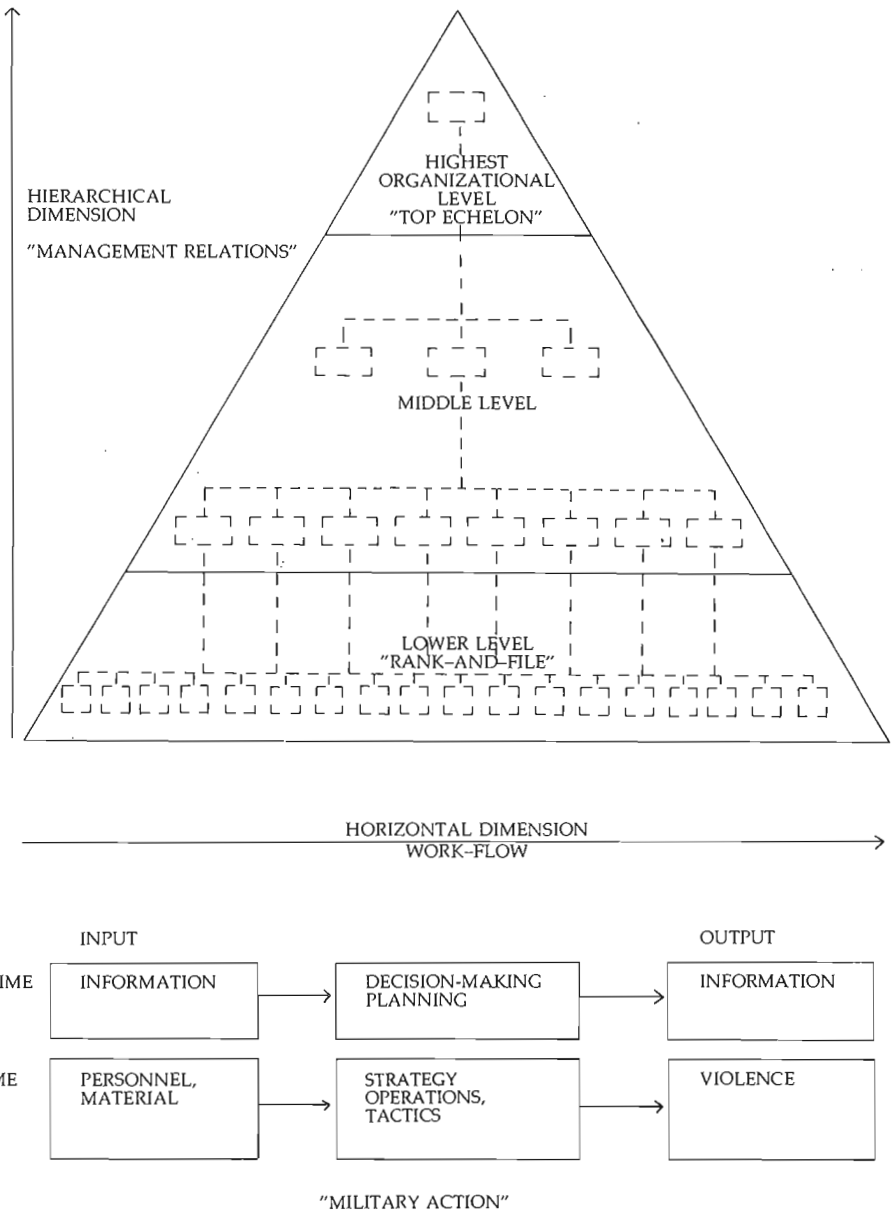 HIERARCHICAL
DIMENSION
"MANAGEMENT RELATIONS"
HIGHEST
ORGANIZATIONAL
LEVEL
"TOP ECHELON"
MIDDLE LEVEL
LOWER LEVEL
"RANK–AND–FILE"
HORIZONTAL DIMENSION
WORK–FLOW
INPUT
OUTPUT
IME
INFORMATION
DECISION-MAKING
PLANNING
INFORMATION
ME
PERSONNEL,
MATERIAL
STRATEGY
OPERATIONS,
TACTICS
VIOLENCE
"MILITARY ACTION"